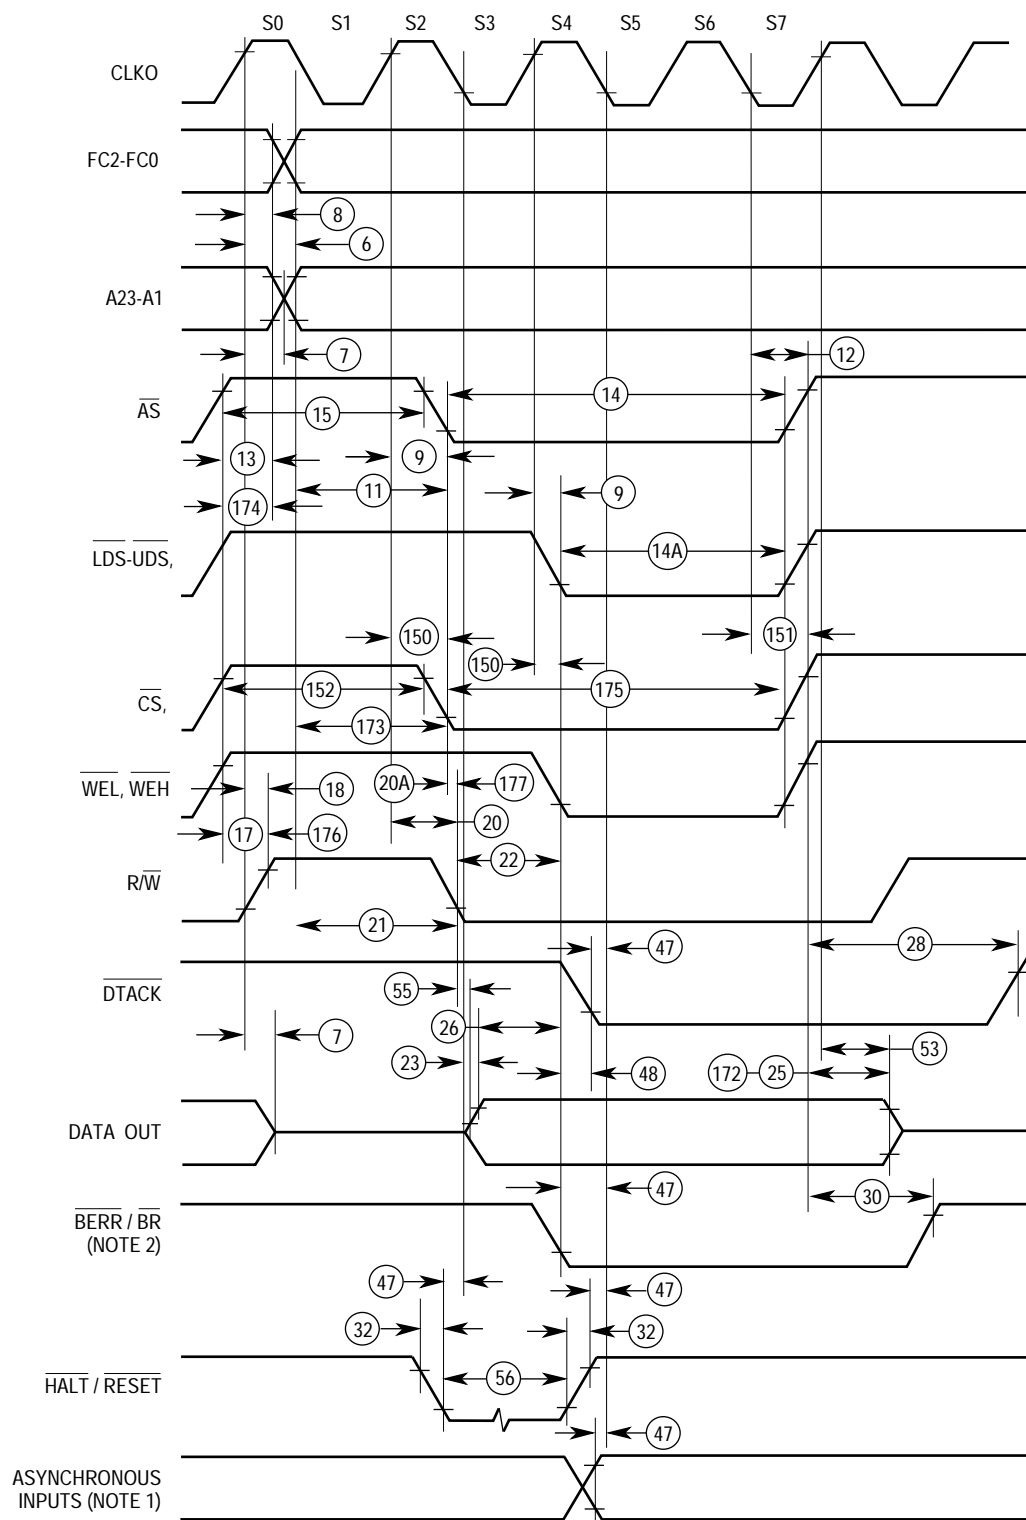 S0 S1 S2 S3 S4 S5 S6 S7
CLKO
FC2-FC0
8
6
A23-A1
7
12
AS
14
15
13
9
11
9
174
LDS-UDS,
14A
150
151
150
CS,
152
175
173
WEL, WEH
18
20A
177
20
17
176
22
R/W
21
47
28
DTACK
55
26
7
53
23
48
172
25
DATA OUT
47
30
BERR / BR
(NOTE 2)
47
47
32
32
HALT / RESET
56
47
ASYNCHRONOUS
INPUTS (NOTE 1)